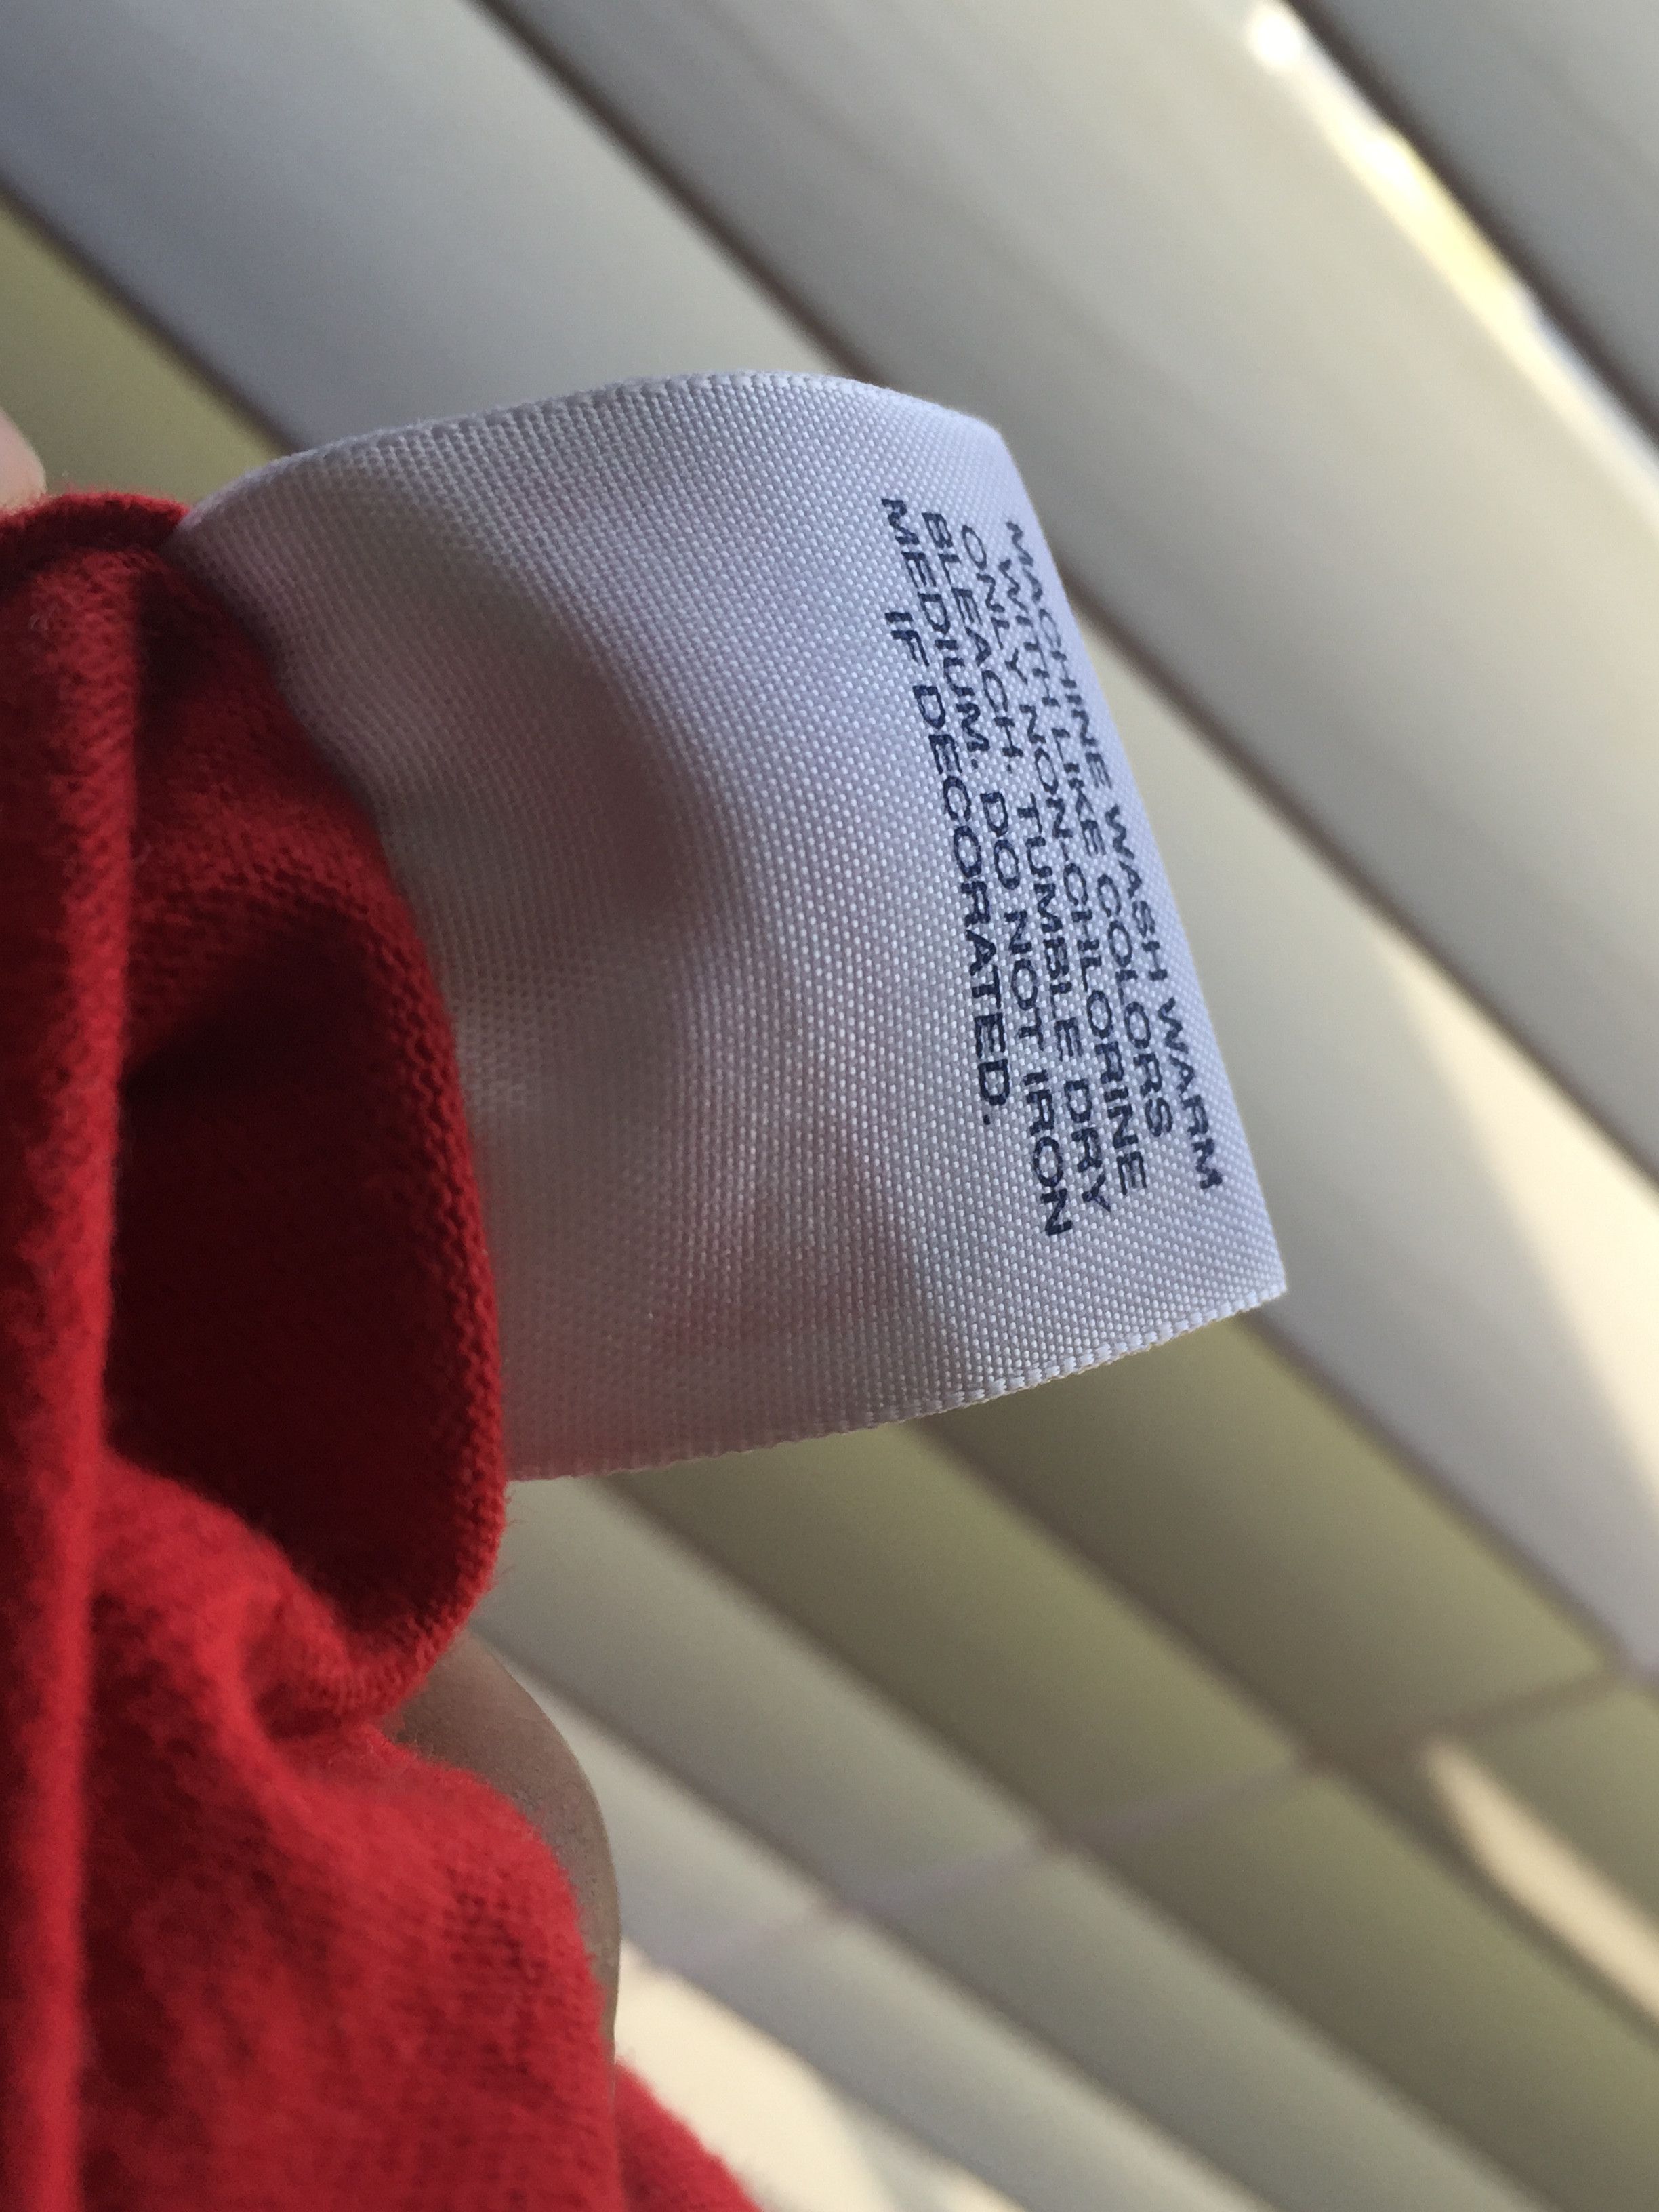 MACHINE WASH WARM
WITH LIKE COLORS
ONLY NON-CHLORINE
BLEACH. TUMBLE DRY
MEDIUM. DO NOT IRON
IF DECORATED.